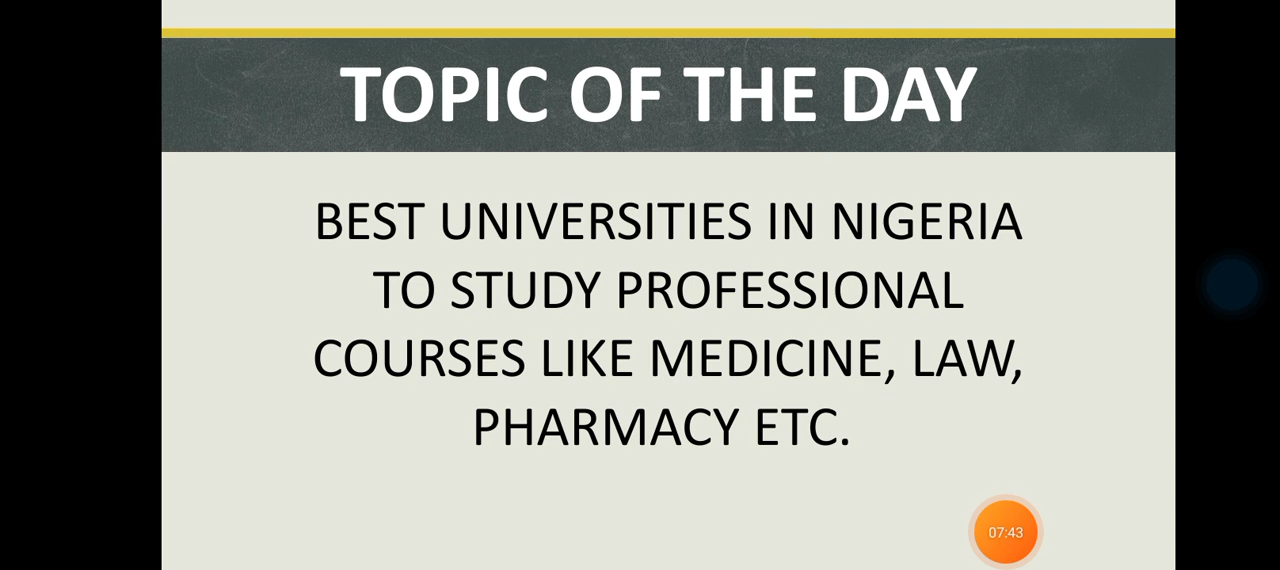 TOPIC OF THE DAY
BEST UNIVERSITIES IN NIGERIA
TO STUDY PROFESSIONAL
COURSES LIKE MEDICINE, LAW,
PHARMACY ETC.
07:43